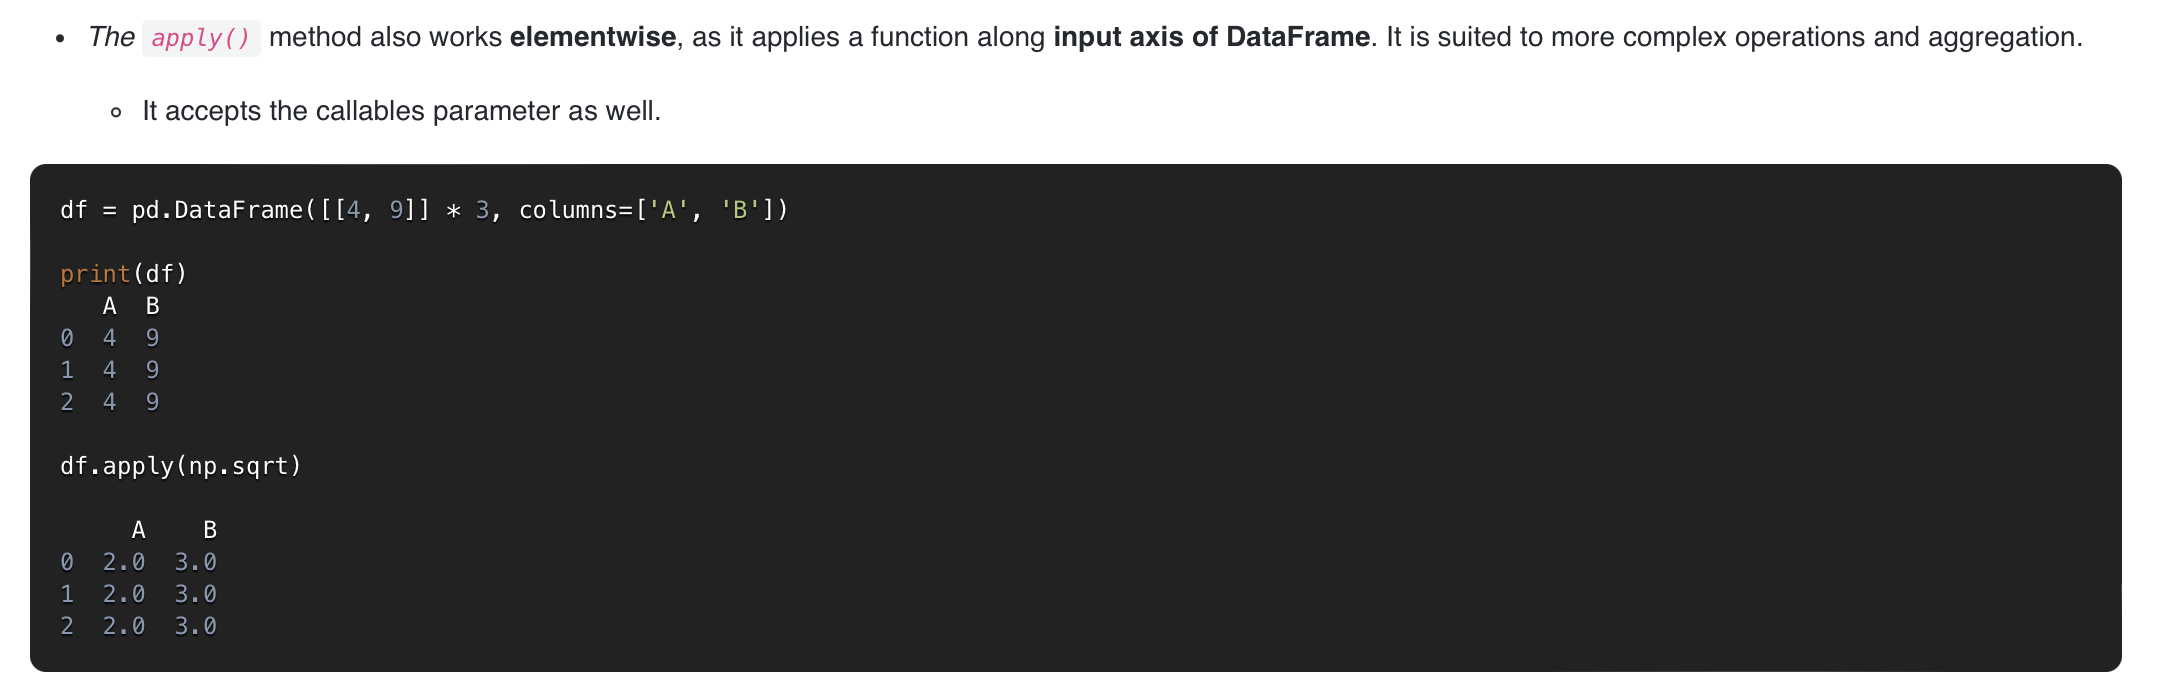 • The apply() method also works elementwise, as it applies a function along input axis of DataFrame. It is suited to more complex operations and aggregation.
◦ It accepts the callables parameter as well.
df = pd.DataFrame([[4, 9]] * 3, columns=['A', 'B'])
print(df)
   A  B
0  4  9
1  4  9
2  4  9
df.apply(np.sqrt)
     A    B
0  2.0  3.0
1  2.0  3.0
2  2.0  3.0